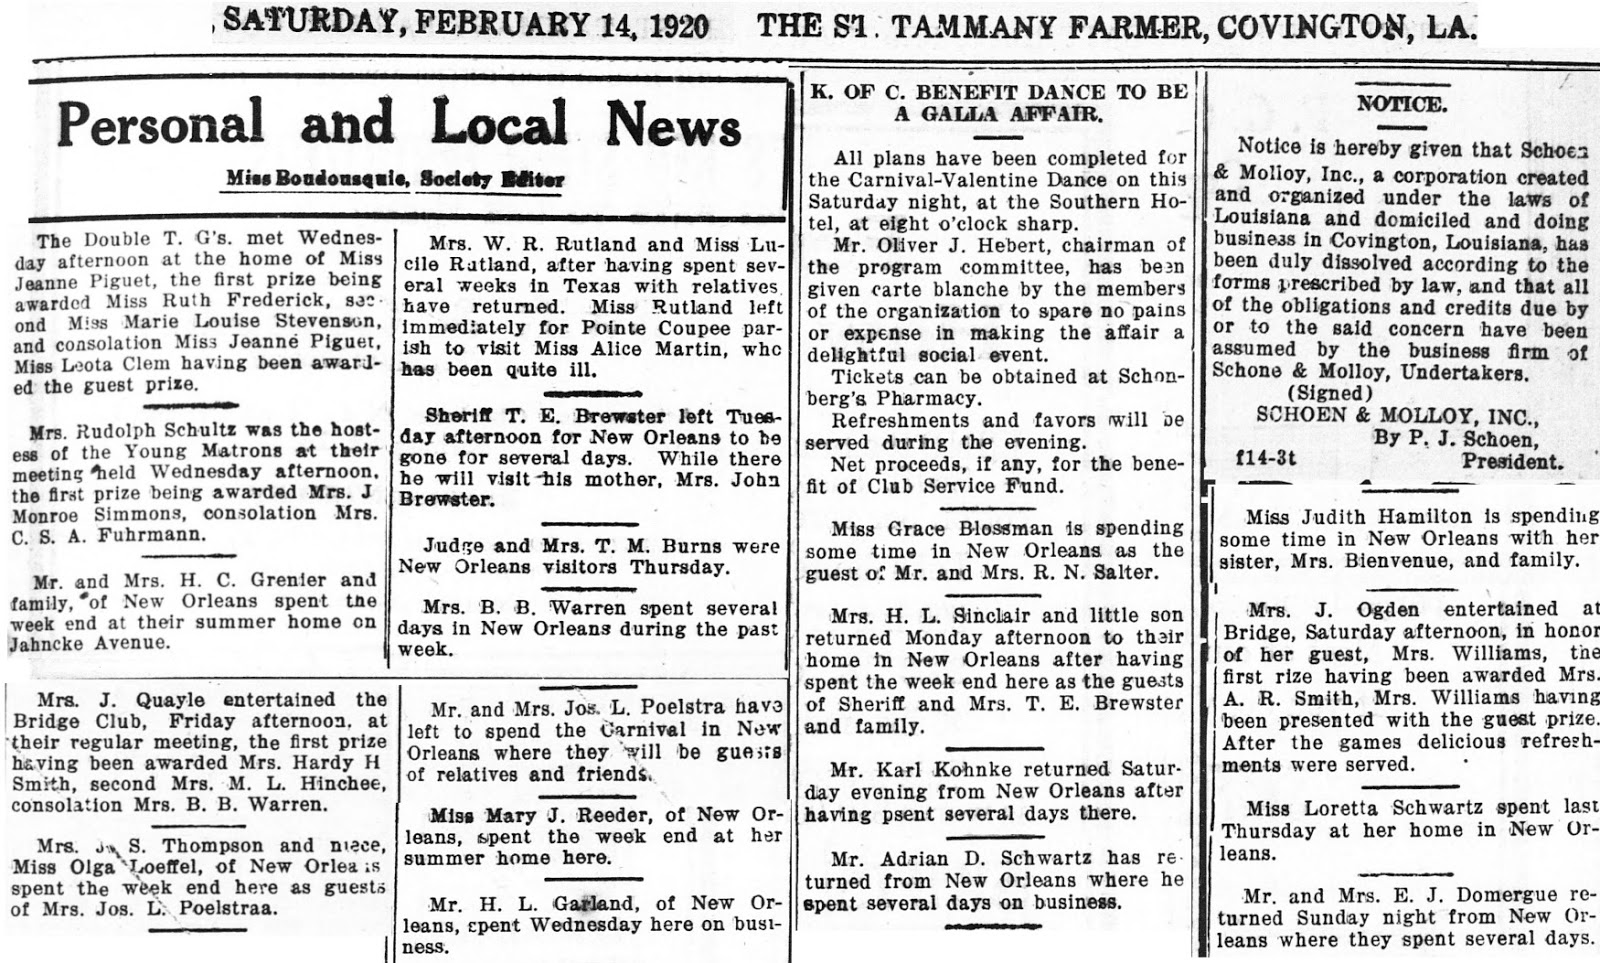 SATURDAY, FEBRUARY 14, 1920 THE ST. TAMMANY FARMER, COVINGTON, LA.
Personal and Local News
Miss Boudousquie, Society Editor
The Double T. G's. met Wednes-
day afternoon at the home of Miss
Jeanne Piguet, the first prize being
awarded Miss Ruth Frederick, sec-
ond Miss Marie Louise Stevenson,
and consolation Miss Jeanne Piguet,
Miss Leota Clem having been award-
ed the guest prize.
Mrs. Rudolph Schultz was the host-
ess of the Young Matrons at their
meeting held Wednesday afternoon,
the first prize being awarded Mrs. J
Monroe Simmons, consolation Mrs.
C. S. A. Fuhrmann.
Mr. and Mrs. H. C. Grenier and
family, of New Orleans spent the
week end at their summer home on
Jahncke Avenue.
Mrs. J. Quayle entertained the
Bridge Club, Friday afternoon, at
their regular meeting, the first prize
having been awarded Mrs. Hardy H
Smith, second Mrs. M. L. Hinchee,
consolation Mrs. B. B. Warren.
Mrs. S. Thompson and niece,
Miss Olga Loeffel, of New Orleans
spent the week end here as guests
of Mrs. Jos. L. Poelstraa.
Mrs. W. R. Rutland and Miss Lu-
cile Rutland, after having spent sev-
eral weeks in Texas with relatives
have returned. Miss Rutland left
immediately for Pointe Coupee par-
ish to visit Miss Alice Martin, who
has been quite ill.
Sheriff T. E. Brewster left Tues-
day afternoon for New Orleans to be
gone for several days. While there
he will visit his mother, Mrs. John
Brewster.
Judge and Mrs. T. M. Burns were
New Orleans visitors Thursday.
Mrs. B. B. Warren spent several
days in New Orleans during the past
week.
Mr. and Mrs. Jos. L. Poelstra have
left to spend the Carnival in New
Orleans where they will be guests
of relatives and friends.
Miss Mary J. Reeder, of New Or-
leans, spent the week end at her
summer home here.
Mr. H. L. Garland, of New Or-
leans, spent Wednesday here on busi-
ness.
K. OF C. BENEFIT DANCE TO BE
A GALLA AFFAIR.
All plans have been completed for
the Carnival-Valentine Dance on this
Saturday night, at the Southern Ho-
tel, at eight o'clock sharp.
Mr. Oliver J. Hebert, chairman of
the program committee, has been
given carte blanche by the members
of the organization to spare no pains
or expense in making the affair a
delightful social event.
Tickets can be obtained at Schon-
berg's Pharmacy.
Refreshments and favors will be
served during the evening.
Net proceeds, if any, for the bene-
fit of Club Service Fund.
Miss Grace Blossman is spending
some time in New Orleans as the
guest of Mr. and Mrs. R. N. Salter.
Mrs. H. L. Sinclair and little son
returned Monday afternoon to their
home in New Orleans after having
spent the week end here as the guests
of Sheriff and Mrs. T. E. Brewster
and family.
Mr. Karl Kohnke returned Satur-
day evening from New Orleans after
having psent several days there.
Mr. Adrian D. Schwartz has re-
turned from New Orleans where he
spent several days on business.
NOTICE.
Notice is hereby given that Schoen
& Molloy, Inc., a corporation created
and organized under the laws of
Louisiana and domiciled and doing
business in Covington, Louisiana, has
been duly dissolved according to the
forms prescribed by law, and that all
of the obligations and credits due by
or to the said concern have been
assumed by the business firm of
Schone & Molloy, Undertakers.
(Signed)
SCHOEN & MOLLOY, INC.,
By P. J. Schoen,
f14-3t President.
Miss Judith Hamilton is spending
some time in New Orleans with her
sister, Mrs. Bienvenue, and family.
Mrs. J. Ogden entertained at
Bridge, Saturday afternoon, in honor
of her guest, Mrs. Williams, the
first rize having been awarded Mrs.
A. R. Smith, Mrs. Williams having
been presented with the guest prize.
After the games delicious refresh-
ments were served.
Miss Loretta Schwartz spent last
Thursday at her home in New Or-
leans.
Mr. and Mrs. E. J. Domergue re-
turned Sunday night from New Or-
leans where they spent several days.